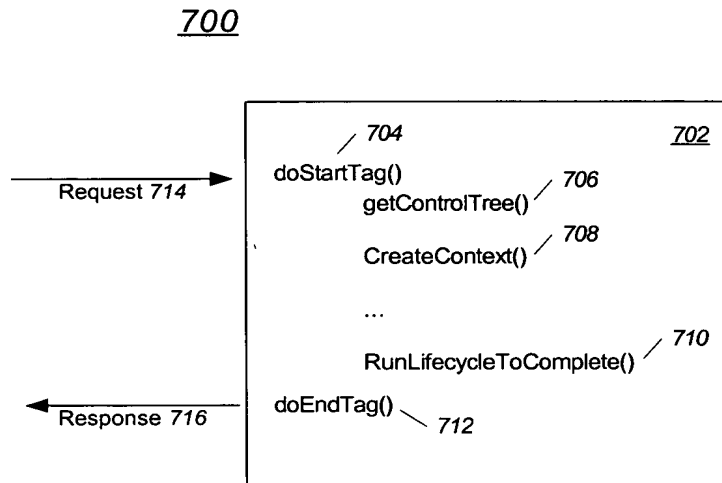 700
704
702
doStartTag()
Request 714
706
getControlTree()
708
CreateContext()
...
710
RunLifecycleToComplete()
doEndTag()
Response 716
712